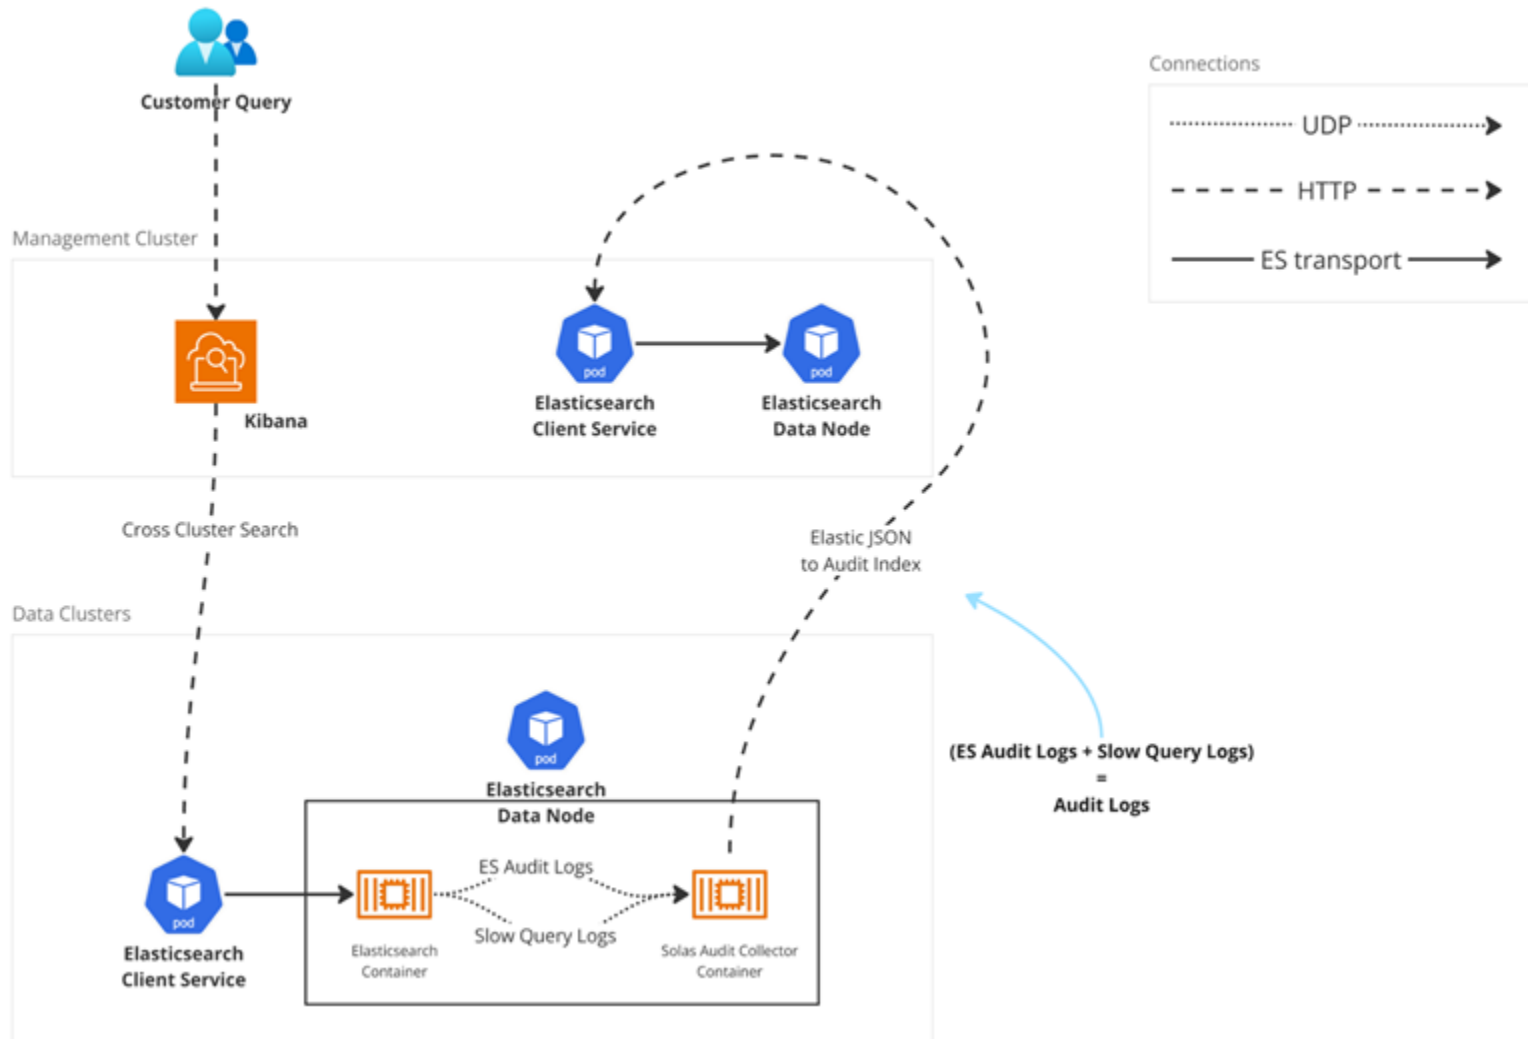 Customer Query
Connections
UDP
HTTP
ES transport
Management Cluster
pod
pod
Kibana
Elasticsearch
Client Service
Elasticsearch
Data Node
Cross Cluster Search
Elastic JSON
to Audit Index
Data Clusters
pod
Elasticsearch
Data Node
(ES Audit Logs + Slow Query Logs)
=
Audit Logs
ES Audit Logs
Slow Query Logs
pod
Elasticsearch
Client Service
Elasticsearch
Container
Solas Audit Collector
Container